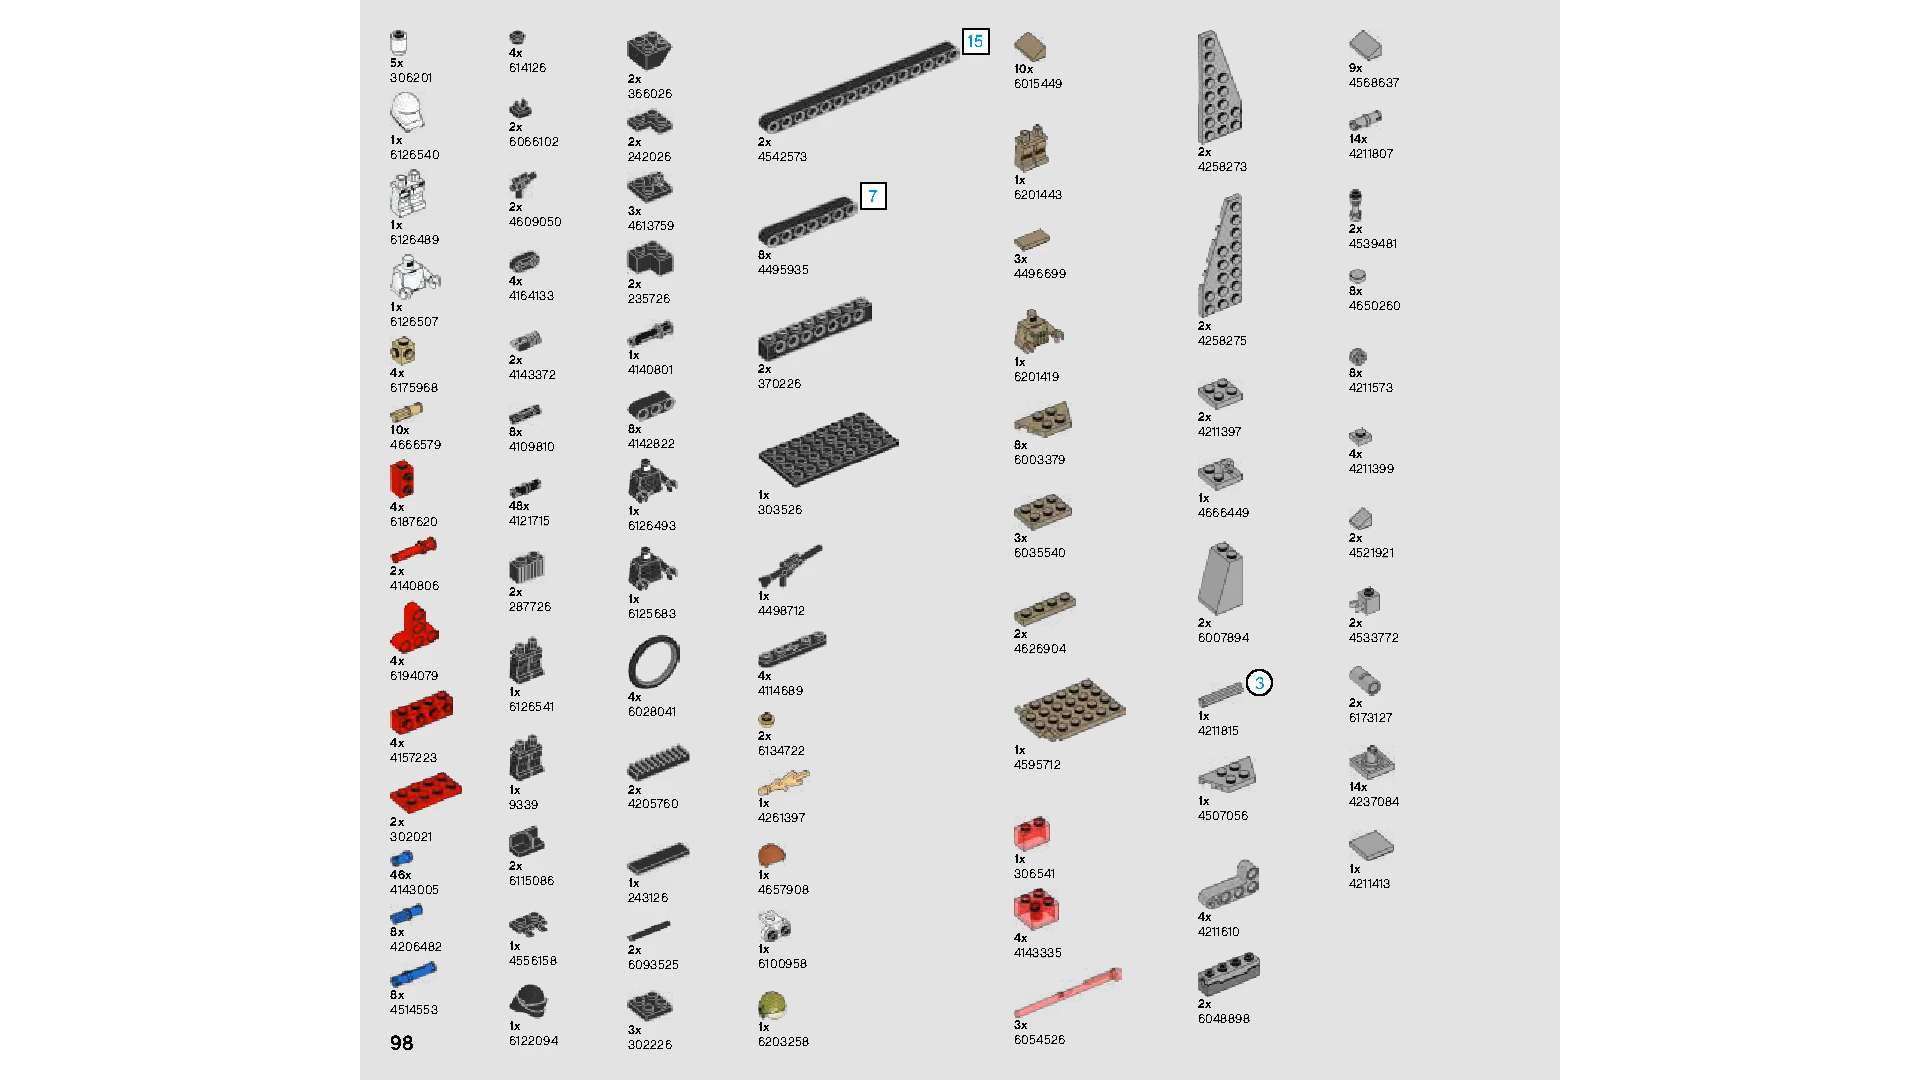 5x
306201
1x
6126540
1x
6126489
1x
6126507
4x
6175968
10x
4666579
4x
6187620
2x
4140806
4x
6194079
4x
4157223
2x
302021
46x
4143005
8x
4206482
8x
4514553
98
4x
614126
2x
6066102
2x
4609050
4x
4164133
2x
4143372
8x
4109810
48x
4121715
2x
287726
1x
6126541
1x
9339
2x
6115086
1x
4556158
1x
6122094
2x
366026
2x
242026
3x
4613759
2x
235726
1x
4140801
8x
4142822
1x
6126493
1x
6125683
4x
6028041
2x
4205760
1x
243126
2x
6093525
3x
302226
15
2x
4542573
7
8x
4495935
2x
370226
1x
303526
1x
4498712
4x
4114689
2x
6134722
1x
4261397
1x
4657908
1x
6100958
1x
6203258
10x
6015449
1x
6201443
3x
4496699
1x
6201419
8x
6003379
3x
6035540
2x
4626904
1x
4595712
1x
306541
4x
4143335
3x
6054526
2x
4258273
2x
4258275
2x
4211397
1x
4666449
2x
6007894
3
1x
4211815
1x
4507056
4x
4211610
2x
6048898
9x
4568637
14x
4211807
2x
4539481
8x
4650260
8x
4211573
4x
4211399
2x
4521921
2x
4533772
2x
6173127
14x
4237084
1x
4211413